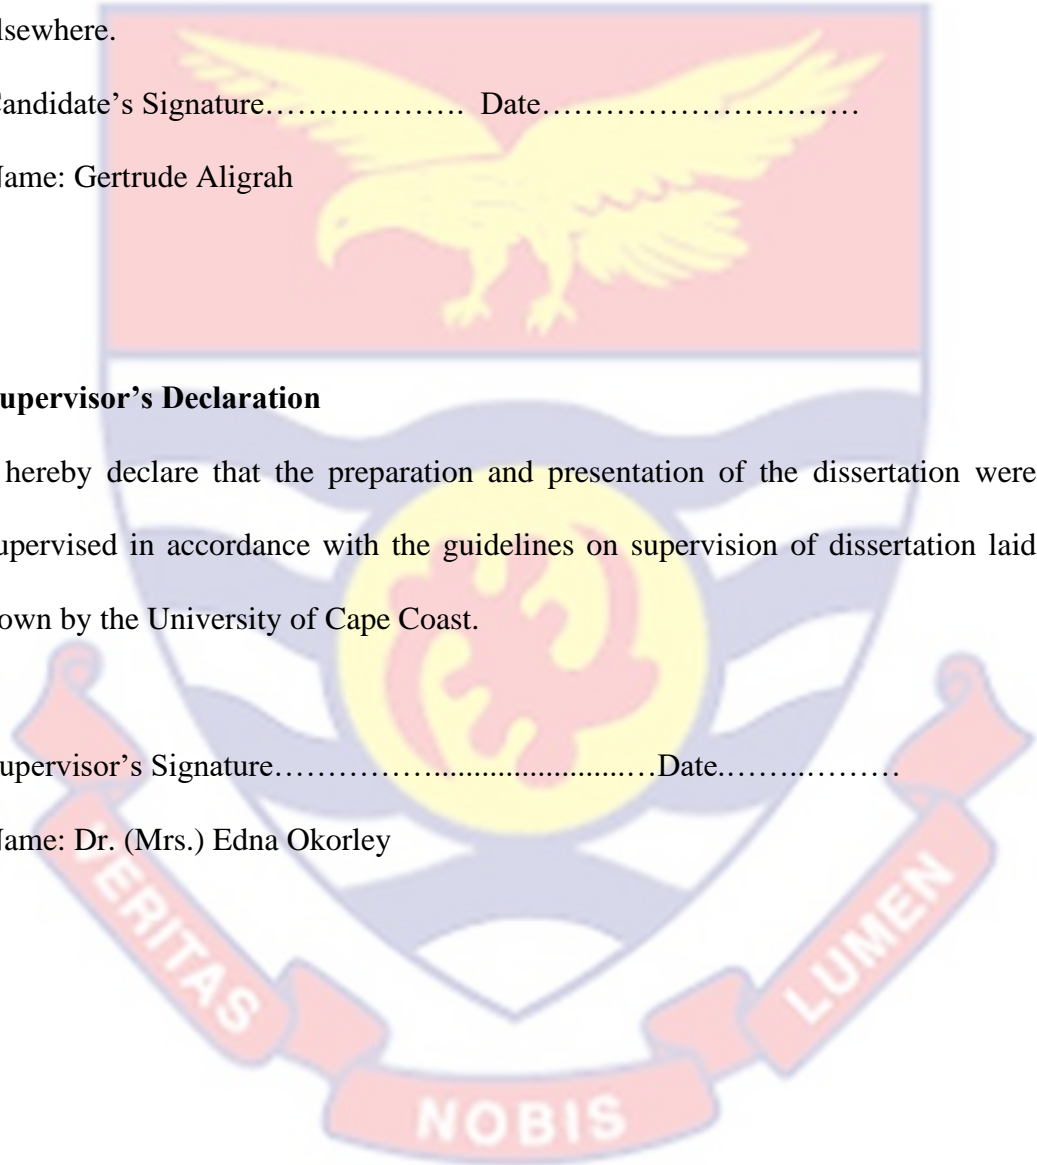 lsewhere.
andidate's Signature………………. Date…………………………
ame: Gertrude Aligrah
upervisor's Declaration
hereby declare that the preparation and presentation of the dissertation were
upervised in accordance with the guidelines on supervision of dissertation laid
own by the University of Cape Coast.
upervisor's Signature……………..........................…Date.……..………
ame: Dr. (Mrs.) Edna Okorley
VERITAS
NOBIS
LUMEN